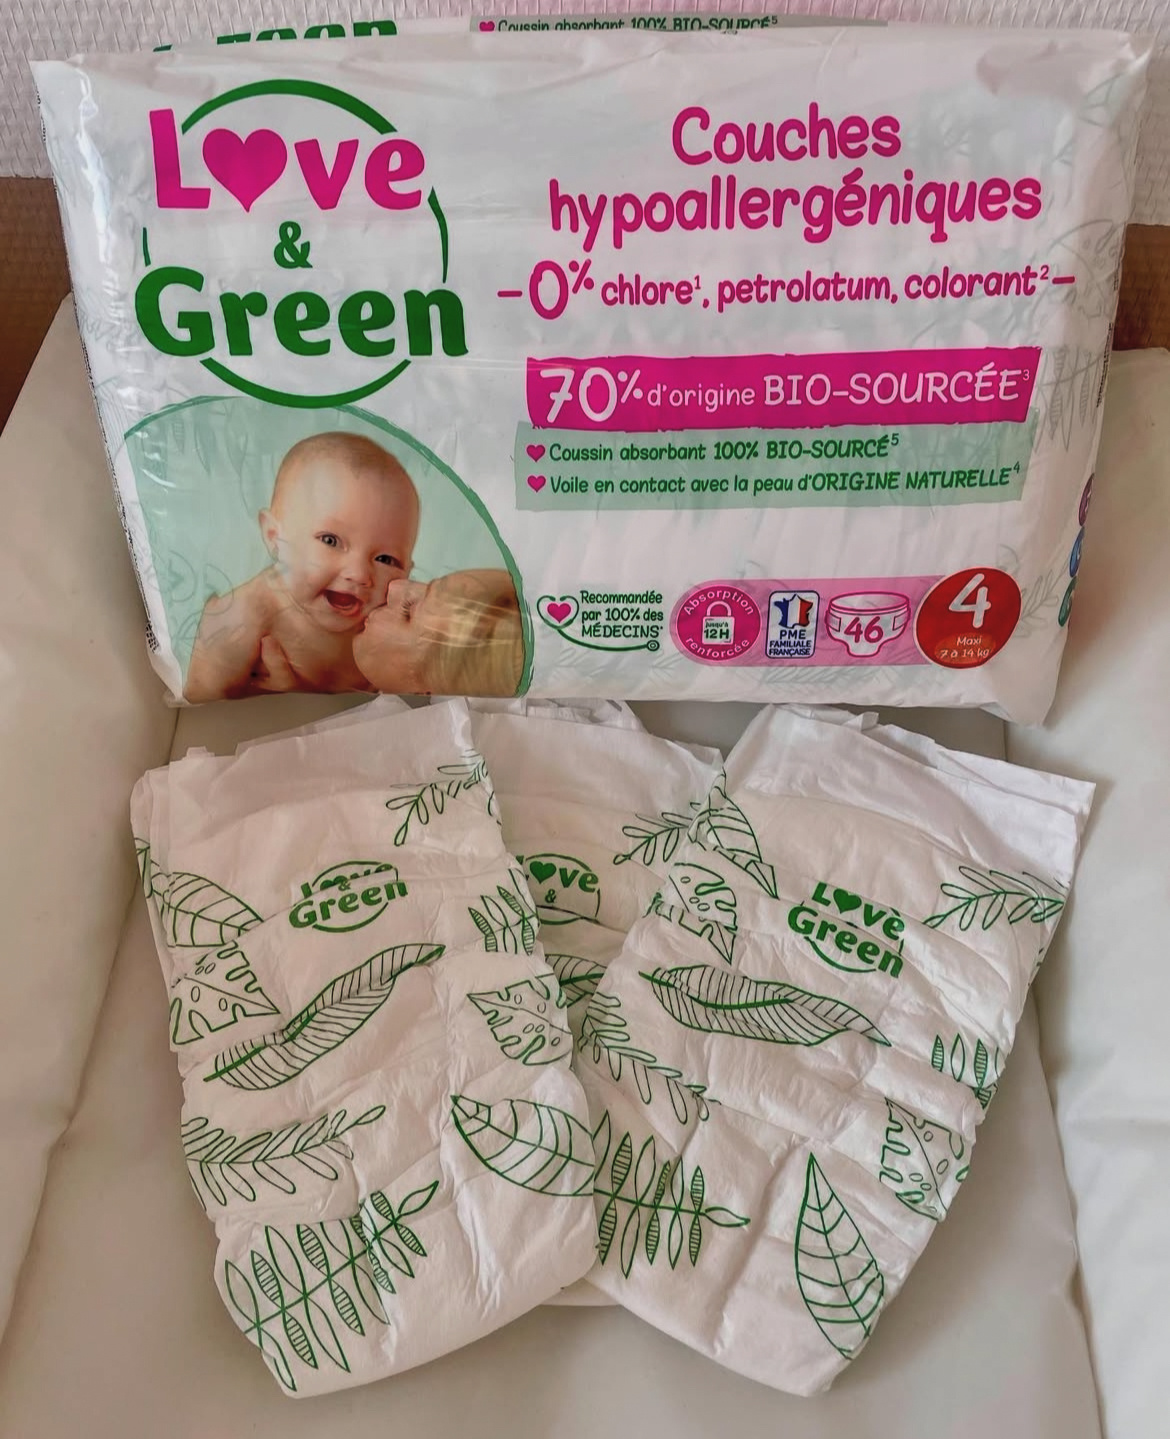 Coussin absorbant 100% BIO-SOURCÉ⁵
Love
&
Green
Couches
hypoallergéniques
-0% chlore¹, petrolatum, colorant²-
70% d'origine BIO-SOURCÉE³
Coussin absorbant 100% BIO-SOURCÉ⁵
Voile en contact avec la peau d'ORIGINE NATURELLE⁴
Recommandée
par 100% des
MÉDECINS*
Absorption
jusqu'à
12H
renforcée
PME
FAMILIALE
FRANÇAISE
46
4
Maxi
7 à 14 kg
Love
&
Green
Love
&
Love
Green